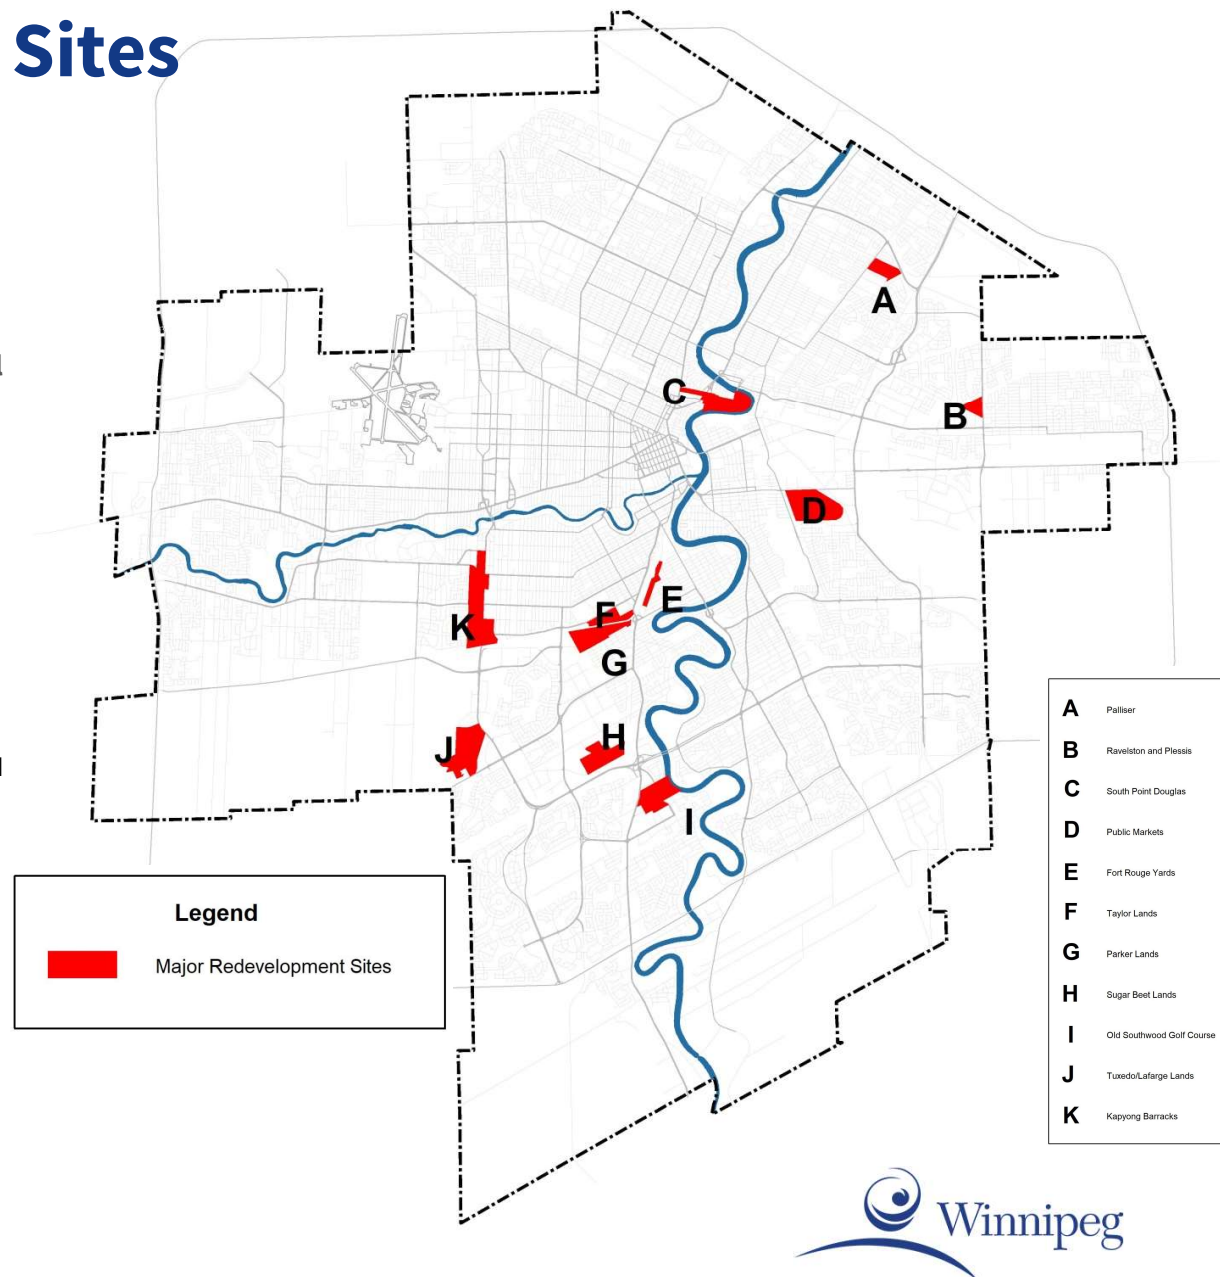 Sites
A
B
C
D
E
F
G
H
I
J
K
A Palliser
B Ravelston and Plessis
C South Point Douglas
D Public Markets
E Fort Rouge Yards
F Taylor Lands
G Parker Lands
H Sugar Beet Lands
I Old Southwood Golf Course
J Tuxedo/Lafarge Lands
K Kapyong Barracks
Legend
Major Redevelopment Sites
Winnipeg